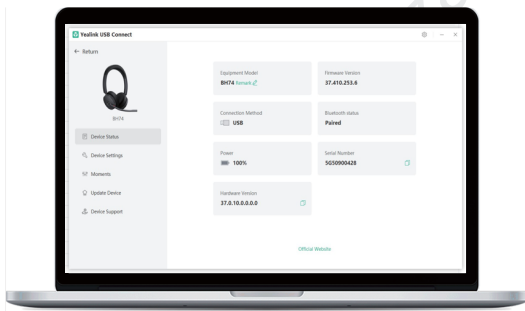 Yealink USB Connect
← Return
BH74
Device Status
Device Settings
Moments
Update Device
Device Support
Equipment Model
BH74 Remark
Firmware Version
37.410.253.6
Connection Method
USB
Bluetooth status
Paired
Power
100%
Serial Number
5G50900428
Hardware Version
37.0.10.0.0.0.0
Official Website